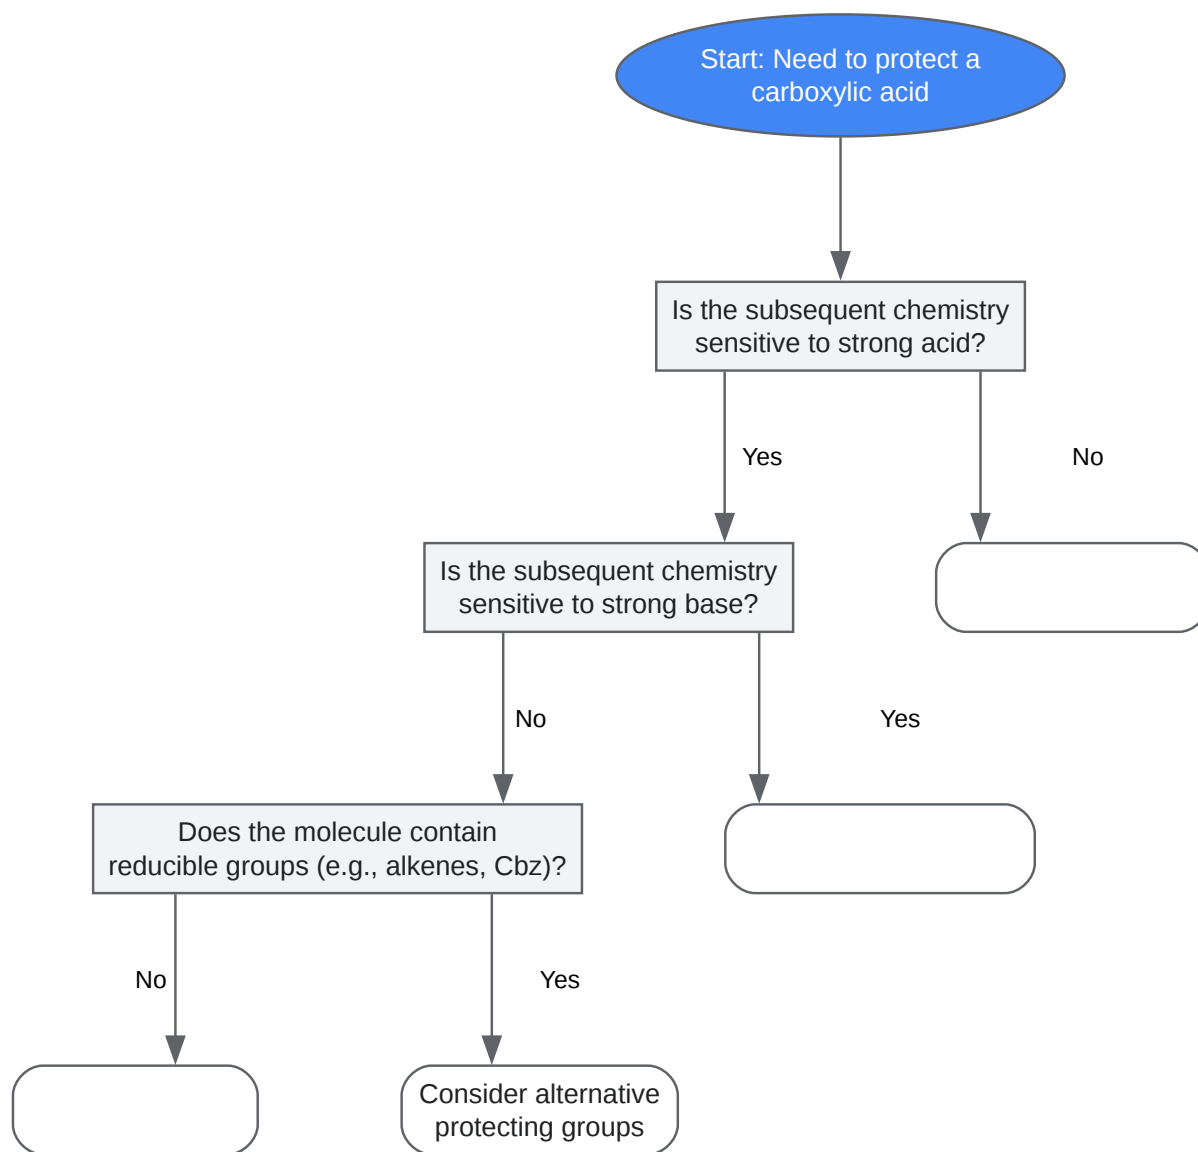 Start: Need to protect a
carboxylic acid
Is the subsequent chemistry
sensitive to strong acid?
Yes
No
Is the subsequent chemistry
sensitive to strong base?
No
Yes
Does the molecule contain
reducible groups (e.g., alkenes, Cbz)?
No
Yes
Consider alternative
protecting groups